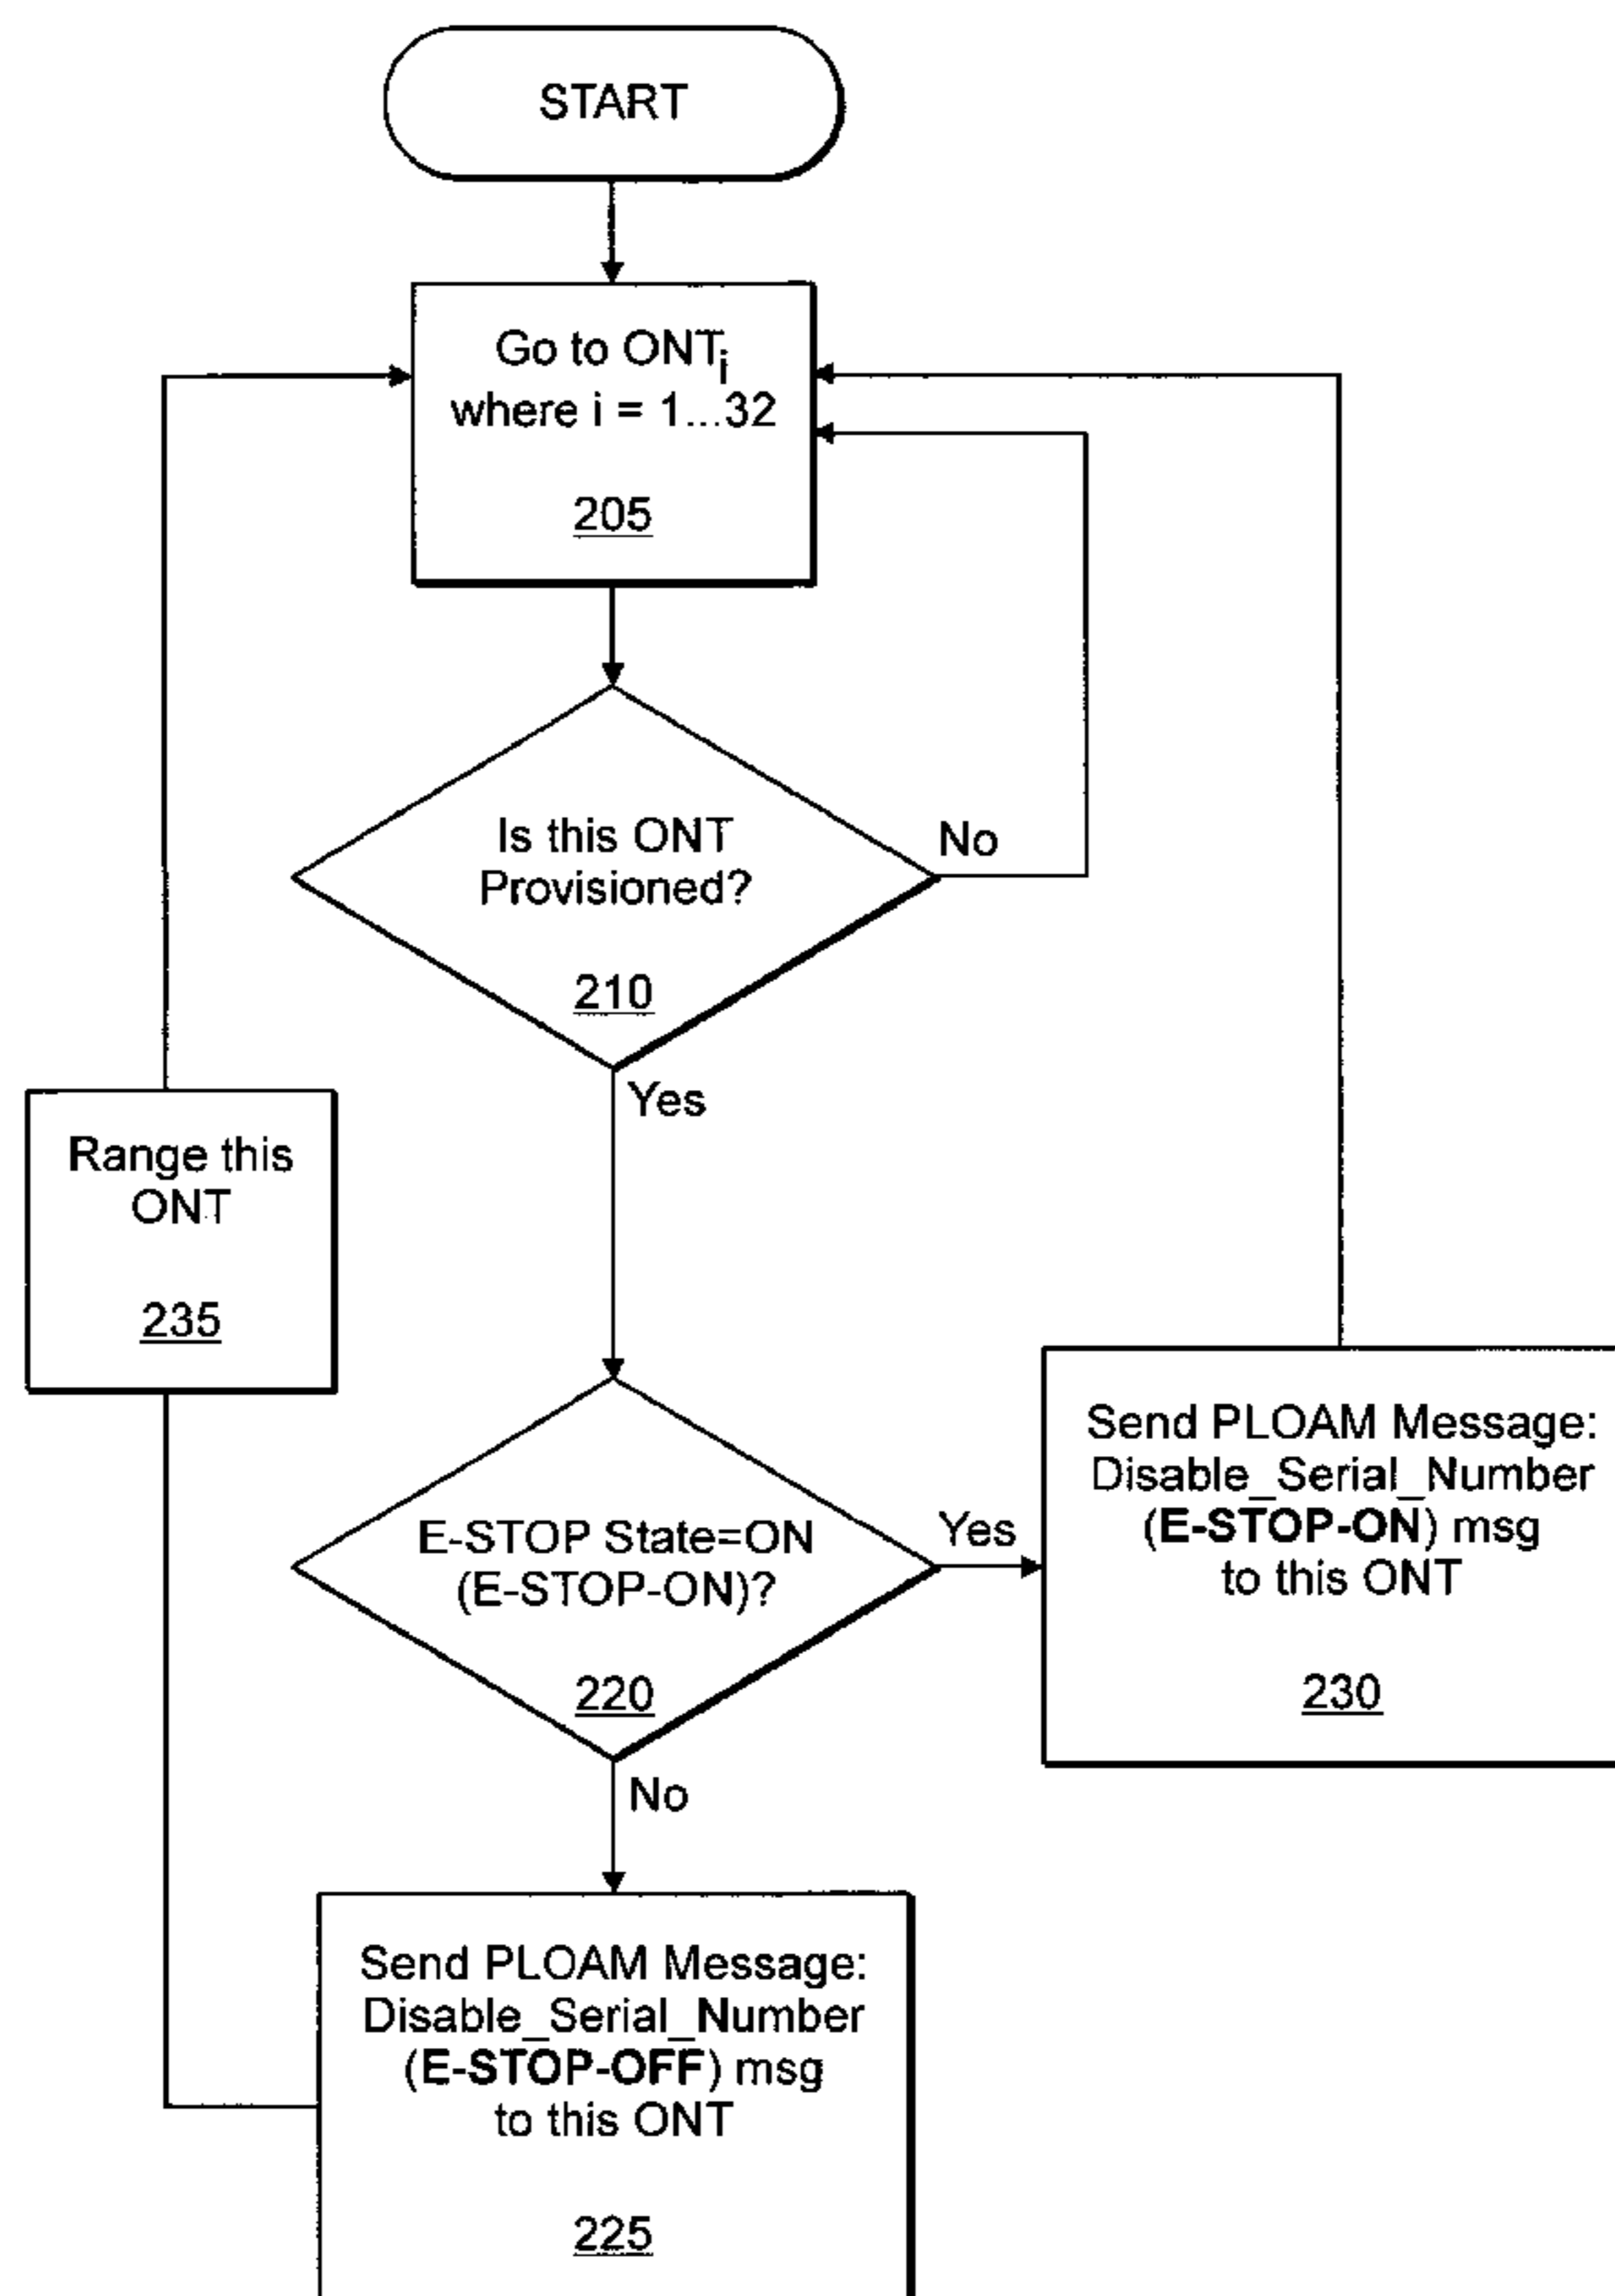 START
Go to ONTi
where i = 1...32
205
Is this ONT
Provisioned?
210
No
Yes
Range this
ONT
235
E-STOP State=ON
(E-STOP-ON)?
220
Yes
No
Send PLOAM Message:
Disable_Serial_Number
(E-STOP-ON) msg
to this ONT
230
Send PLOAM Message:
Disable_Serial_Number
(E-STOP-OFF) msg
to this ONT
225